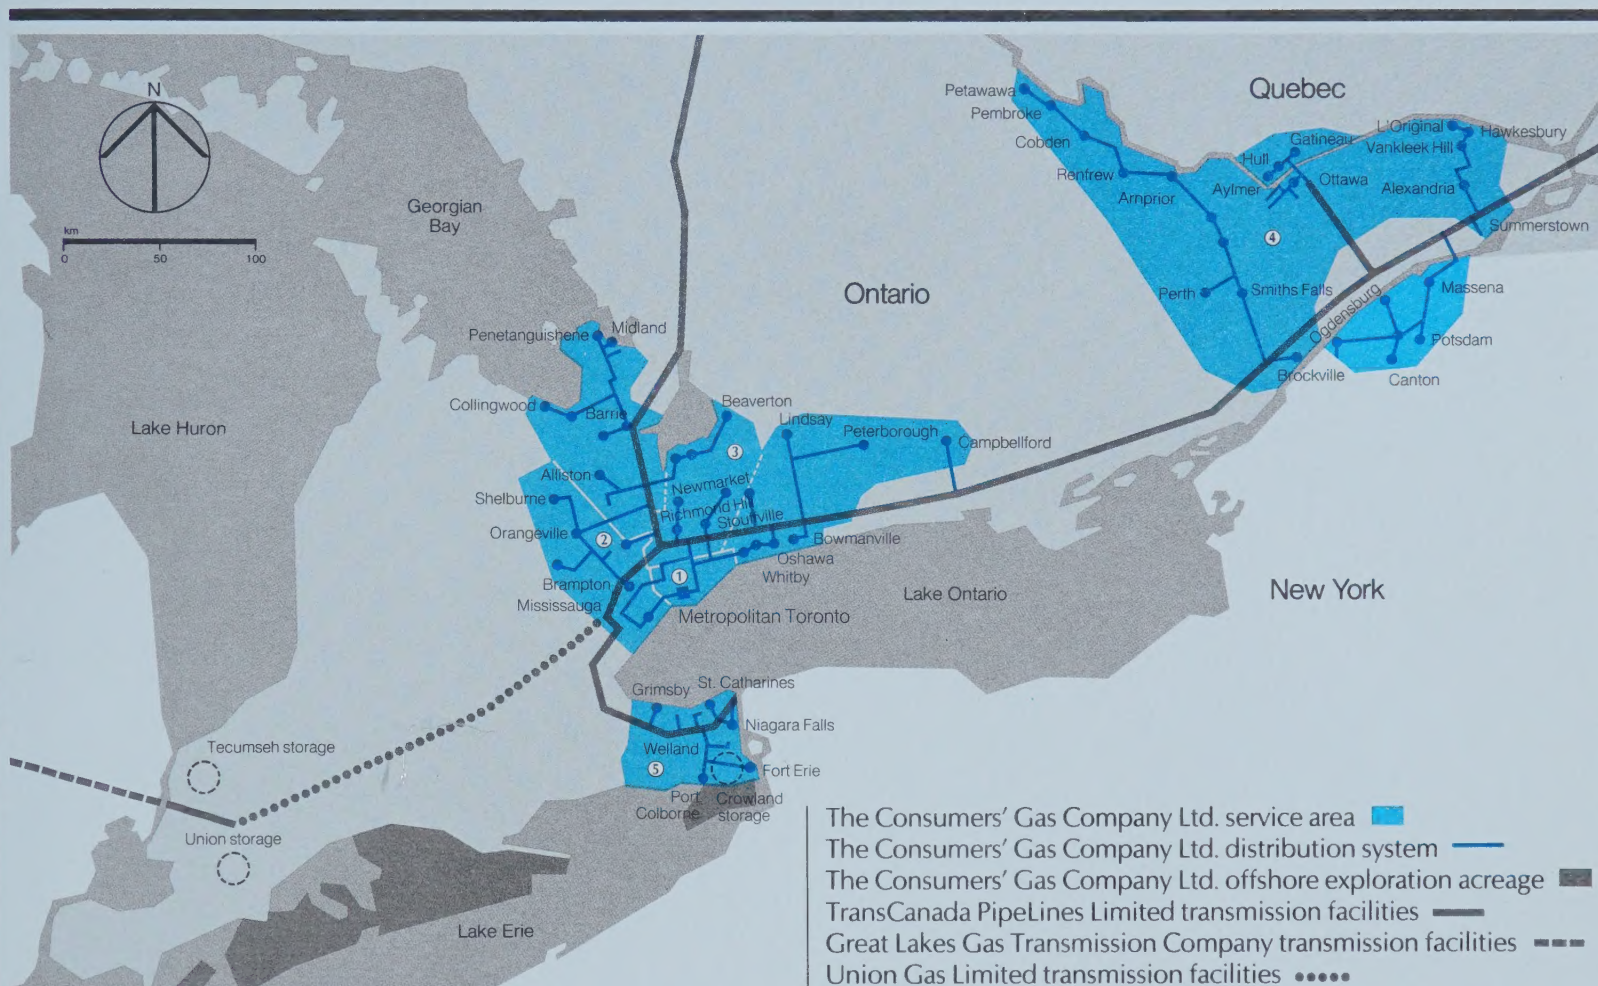 N
km
0 50 100
Georgian
Bay
Lake Huron
Ontario
Quebec
New York
Petawawa
Pembroke
Cobden
Renfrew
Arnprior
Gatineau
Hull
Aylmer
Ottawa
L'Original
Hawkesbury
Vankleek Hill
Alexandria
Summerstown
4
Perth
Smiths Falls
Ogdensburg
Massena
Potsdam
Canton
Brockville
Penetanguishene
Midland
Collingwood
Barrie
Beaverton
Lindsay
Peterborough
Campbellford
3
Alliston
Newmarket
Shelburne
Richmond Hill
Stouffville
Orangeville
2
Bowmanville
Oshawa
Whitby
Brampton
1
Mississauga
Metropolitan Toronto
Lake Ontario
Grimsby
St. Catharines
Niagara Falls
Welland
5
Fort Erie
Port
Colborne
Crowland
storage
Tecumseh storage
Union storage
Lake Erie
The Consumers' Gas Company Ltd. service area
The Consumers' Gas Company Ltd. distribution system
The Consumers' Gas Company Ltd. offshore exploration acreage
TransCanada PipeLines Limited transmission facilities
Great Lakes Gas Transmission Company transmission facilities
Union Gas Limited transmission facilities